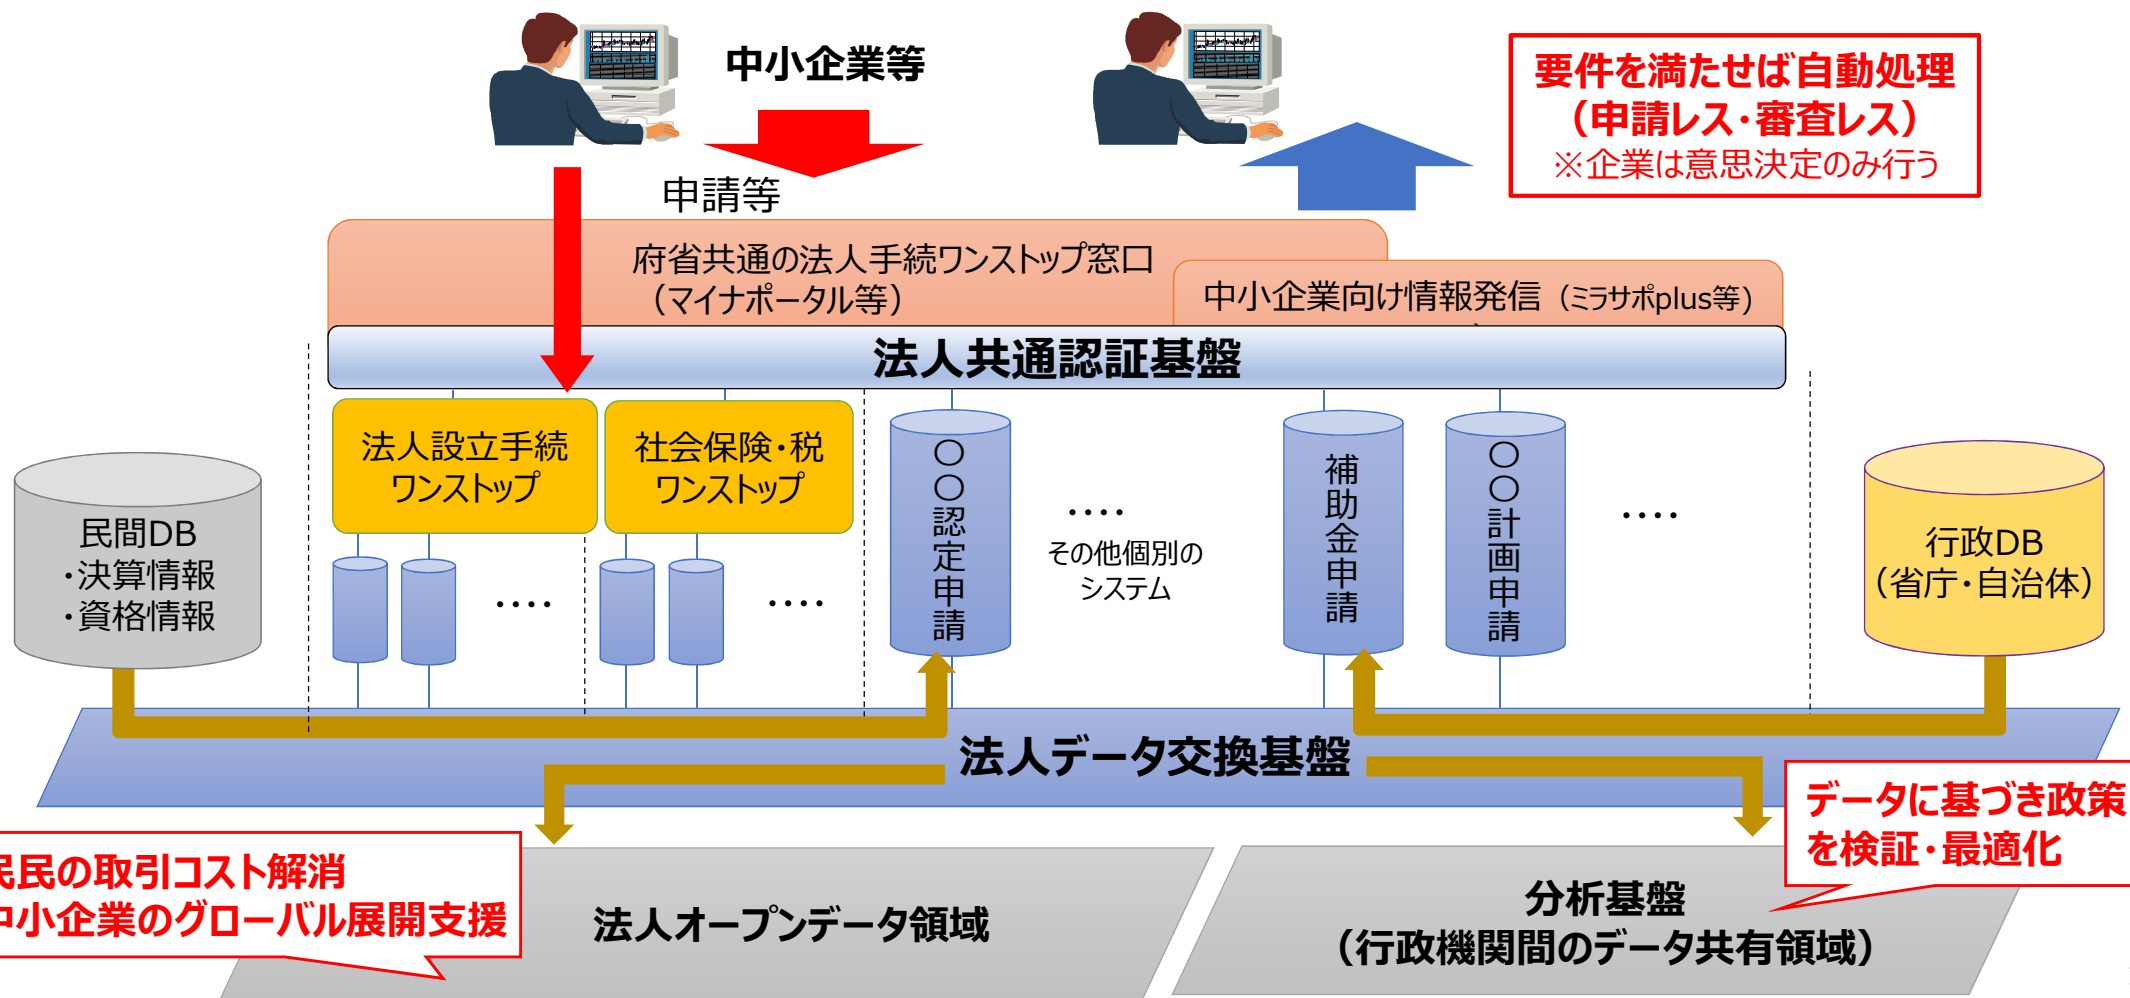 中小企業等
要件を満たせば自動処理
（申請レス・審査レス）
※企業は意思決定のみ行う
申請等
府省共通の法人手続ワンストップ窓口
（マイナポータル等）
中小企業向け情報発信（ミラサポplus等）
法人共通認証基盤
法人設立手続
ワンストップ
社会保険・税
ワンストップ
〇〇認定申請
‥‥
その他個別の
システム
補助金申請
〇〇計画申請
‥‥
民間DB
・決算情報
・資格情報
‥‥
‥‥
行政DB
（省庁・自治体）
法人データ交換基盤
データに基づき政策
を検証・最適化
民民の取引コスト解消
中小企業のグローバル展開支援
法人オープンデータ領域
分析基盤
（行政機関間のデータ共有領域）